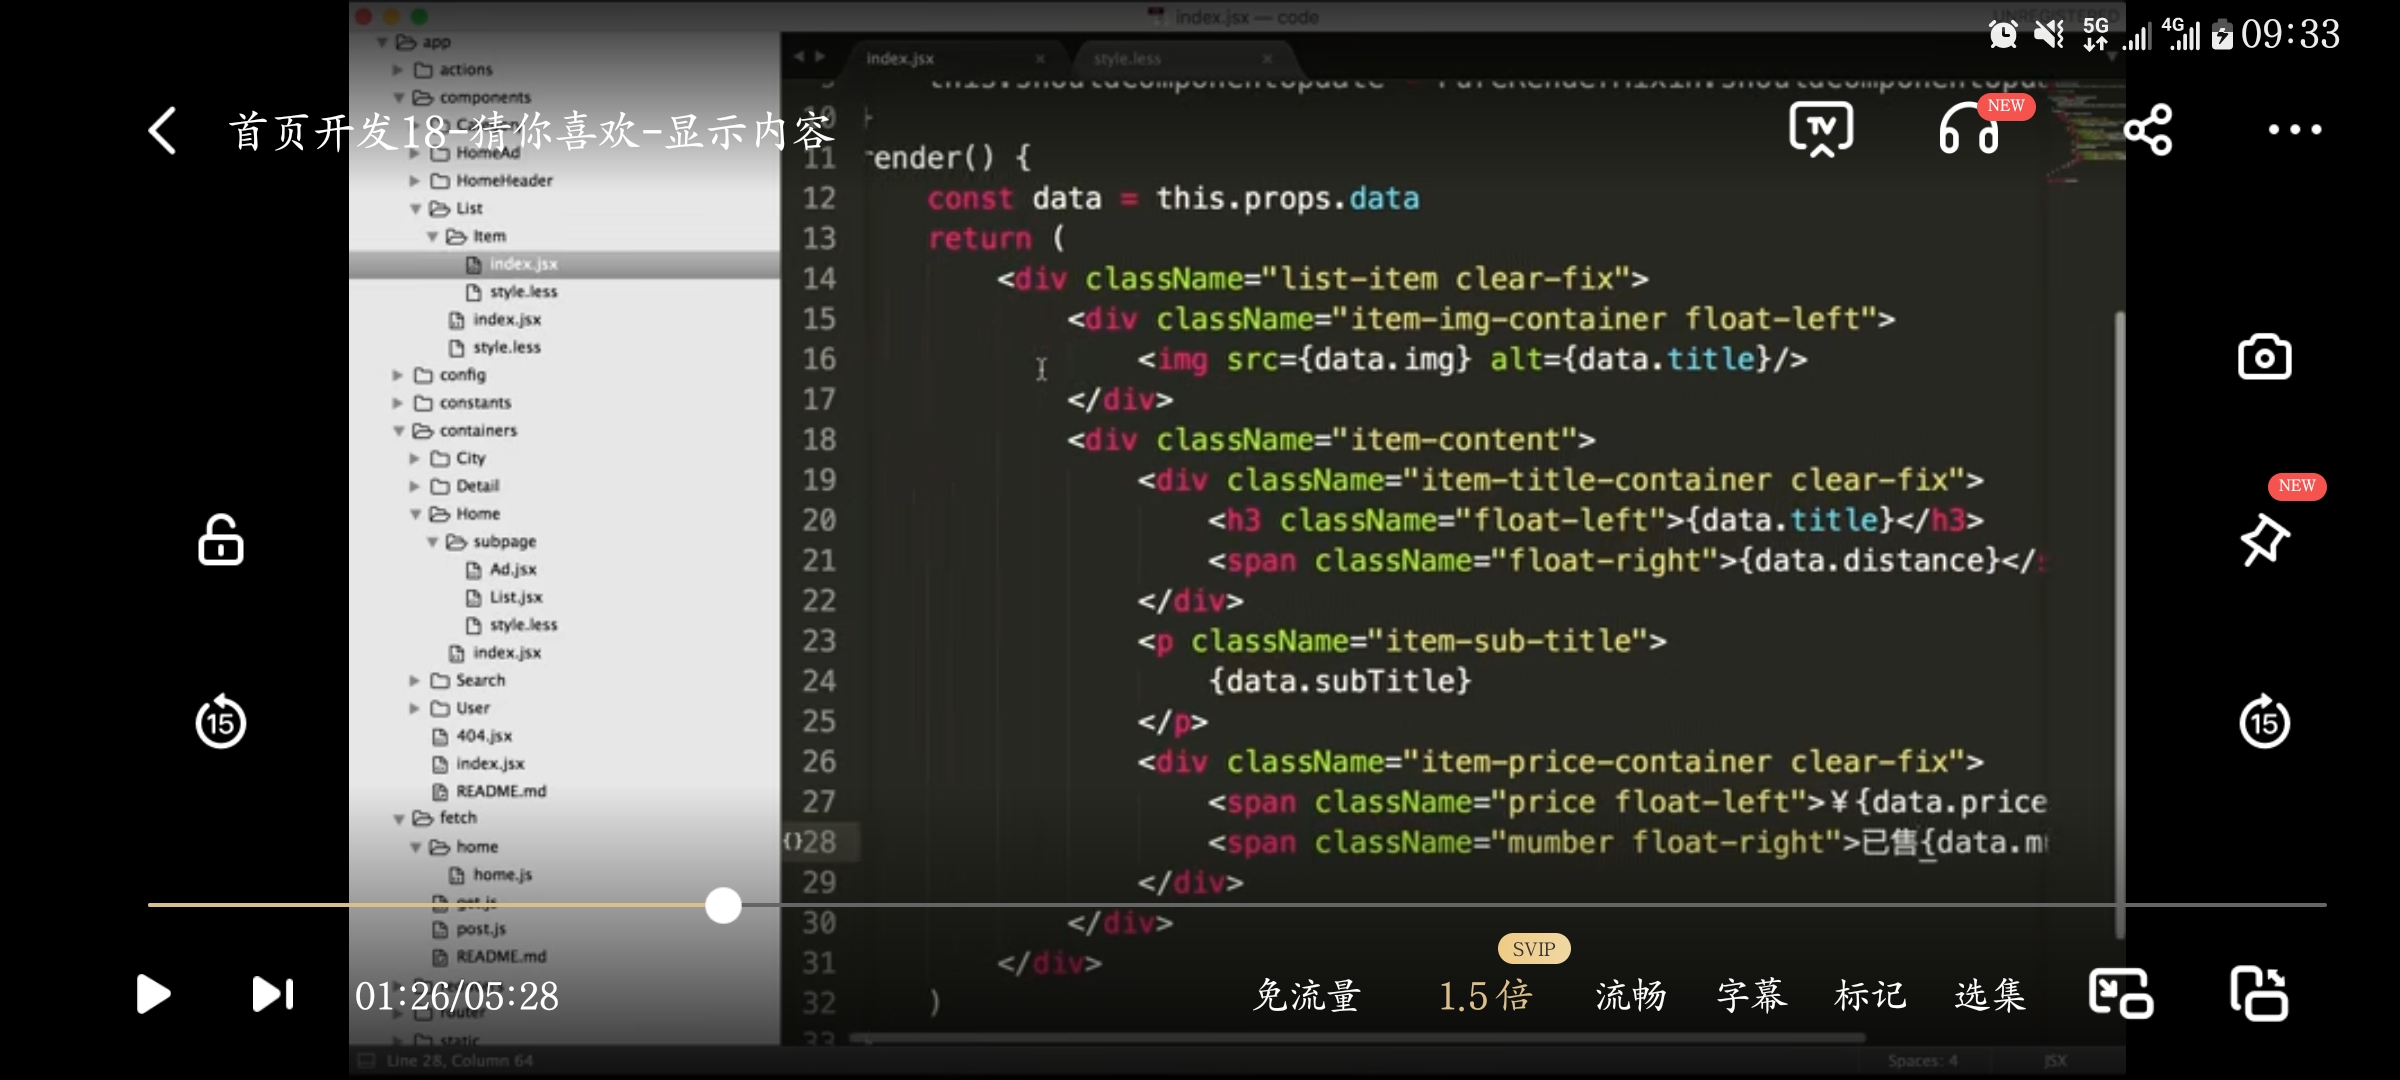 index.jsx — code
UNREGISTERED
09:33
5G
4G
首页开发18-猜你喜欢-显示内容
TV
NEW
app
actions
components
HomeAd
HomeHeader
List
Item
index.jsx
style.less
index.jsx
style.less
config
constants
containers
City
Detail
Home
subpage
Ad.jsx
List.jsx
style.less
index.jsx
Search
User
404.jsx
index.jsx
README.md
fetch
home
home.js
get.js
post.js
README.md
router
static
index.jsx
style.less
10 }
11 render() {
12 const data = this.props.data
13 return (
14 <div className="list-item clear-fix">
15 <div className="item-img-container float-left">
16 <img src={data.img} alt={data.title}/>
17 </div>
18 <div className="item-content">
19 <div className="item-title-container clear-fix">
20 <h3 className="float-left">{data.title}</h3>
21 <span className="float-right">{data.distance}</
22 </div>
23 <p className="item-sub-title">
24 {data.subTitle}
25 </p>
26 <div className="item-price-container clear-fix">
27 <span className="price float-left">¥{data.price
{}28 <span className="mumber float-right">已售{data.m
29 </div>
30 </div>
31 </div>
32 )
33
NEW
15
15
01:26/05:28
免流量
SVIP
1.5倍
流畅
字幕
标记
选集
Line 28, Column 64
Spaces: 4
JSX